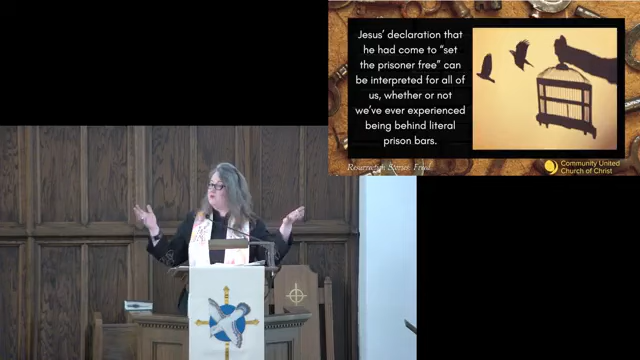 Jesus' declaration that
he had come to "set
the prisoner free" can
be interpreted for all of
us, whether or not
we've ever experienced
being behind literal
prison bars.
Resurrection Stories: Freed
Community United
Church of Christ